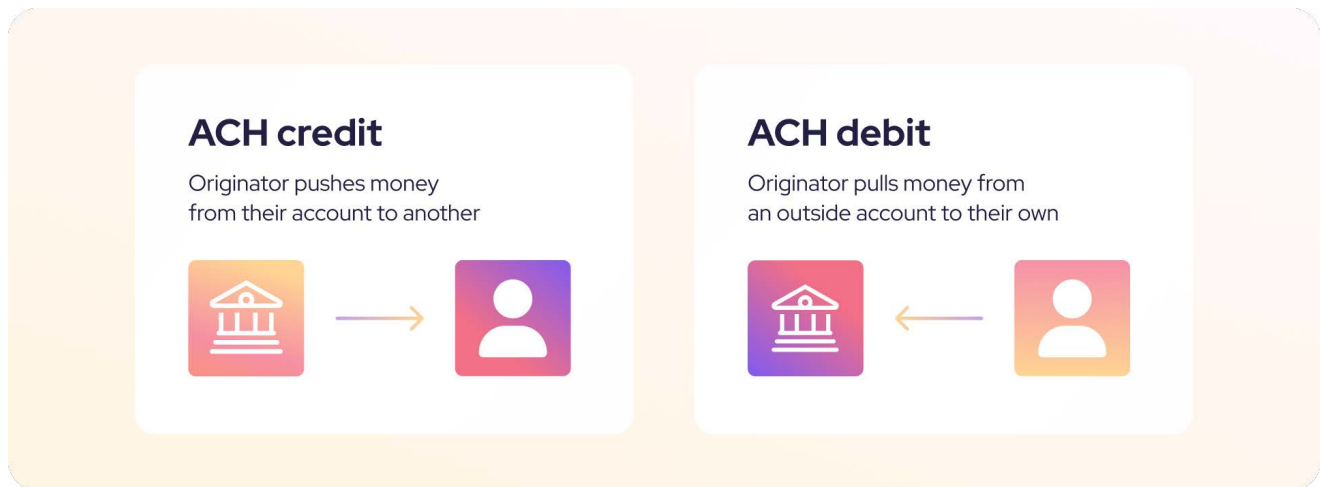 ACH credit
Originator pushes money
from their account to another
ACH debit
Originator pulls money from
an outside account to their own